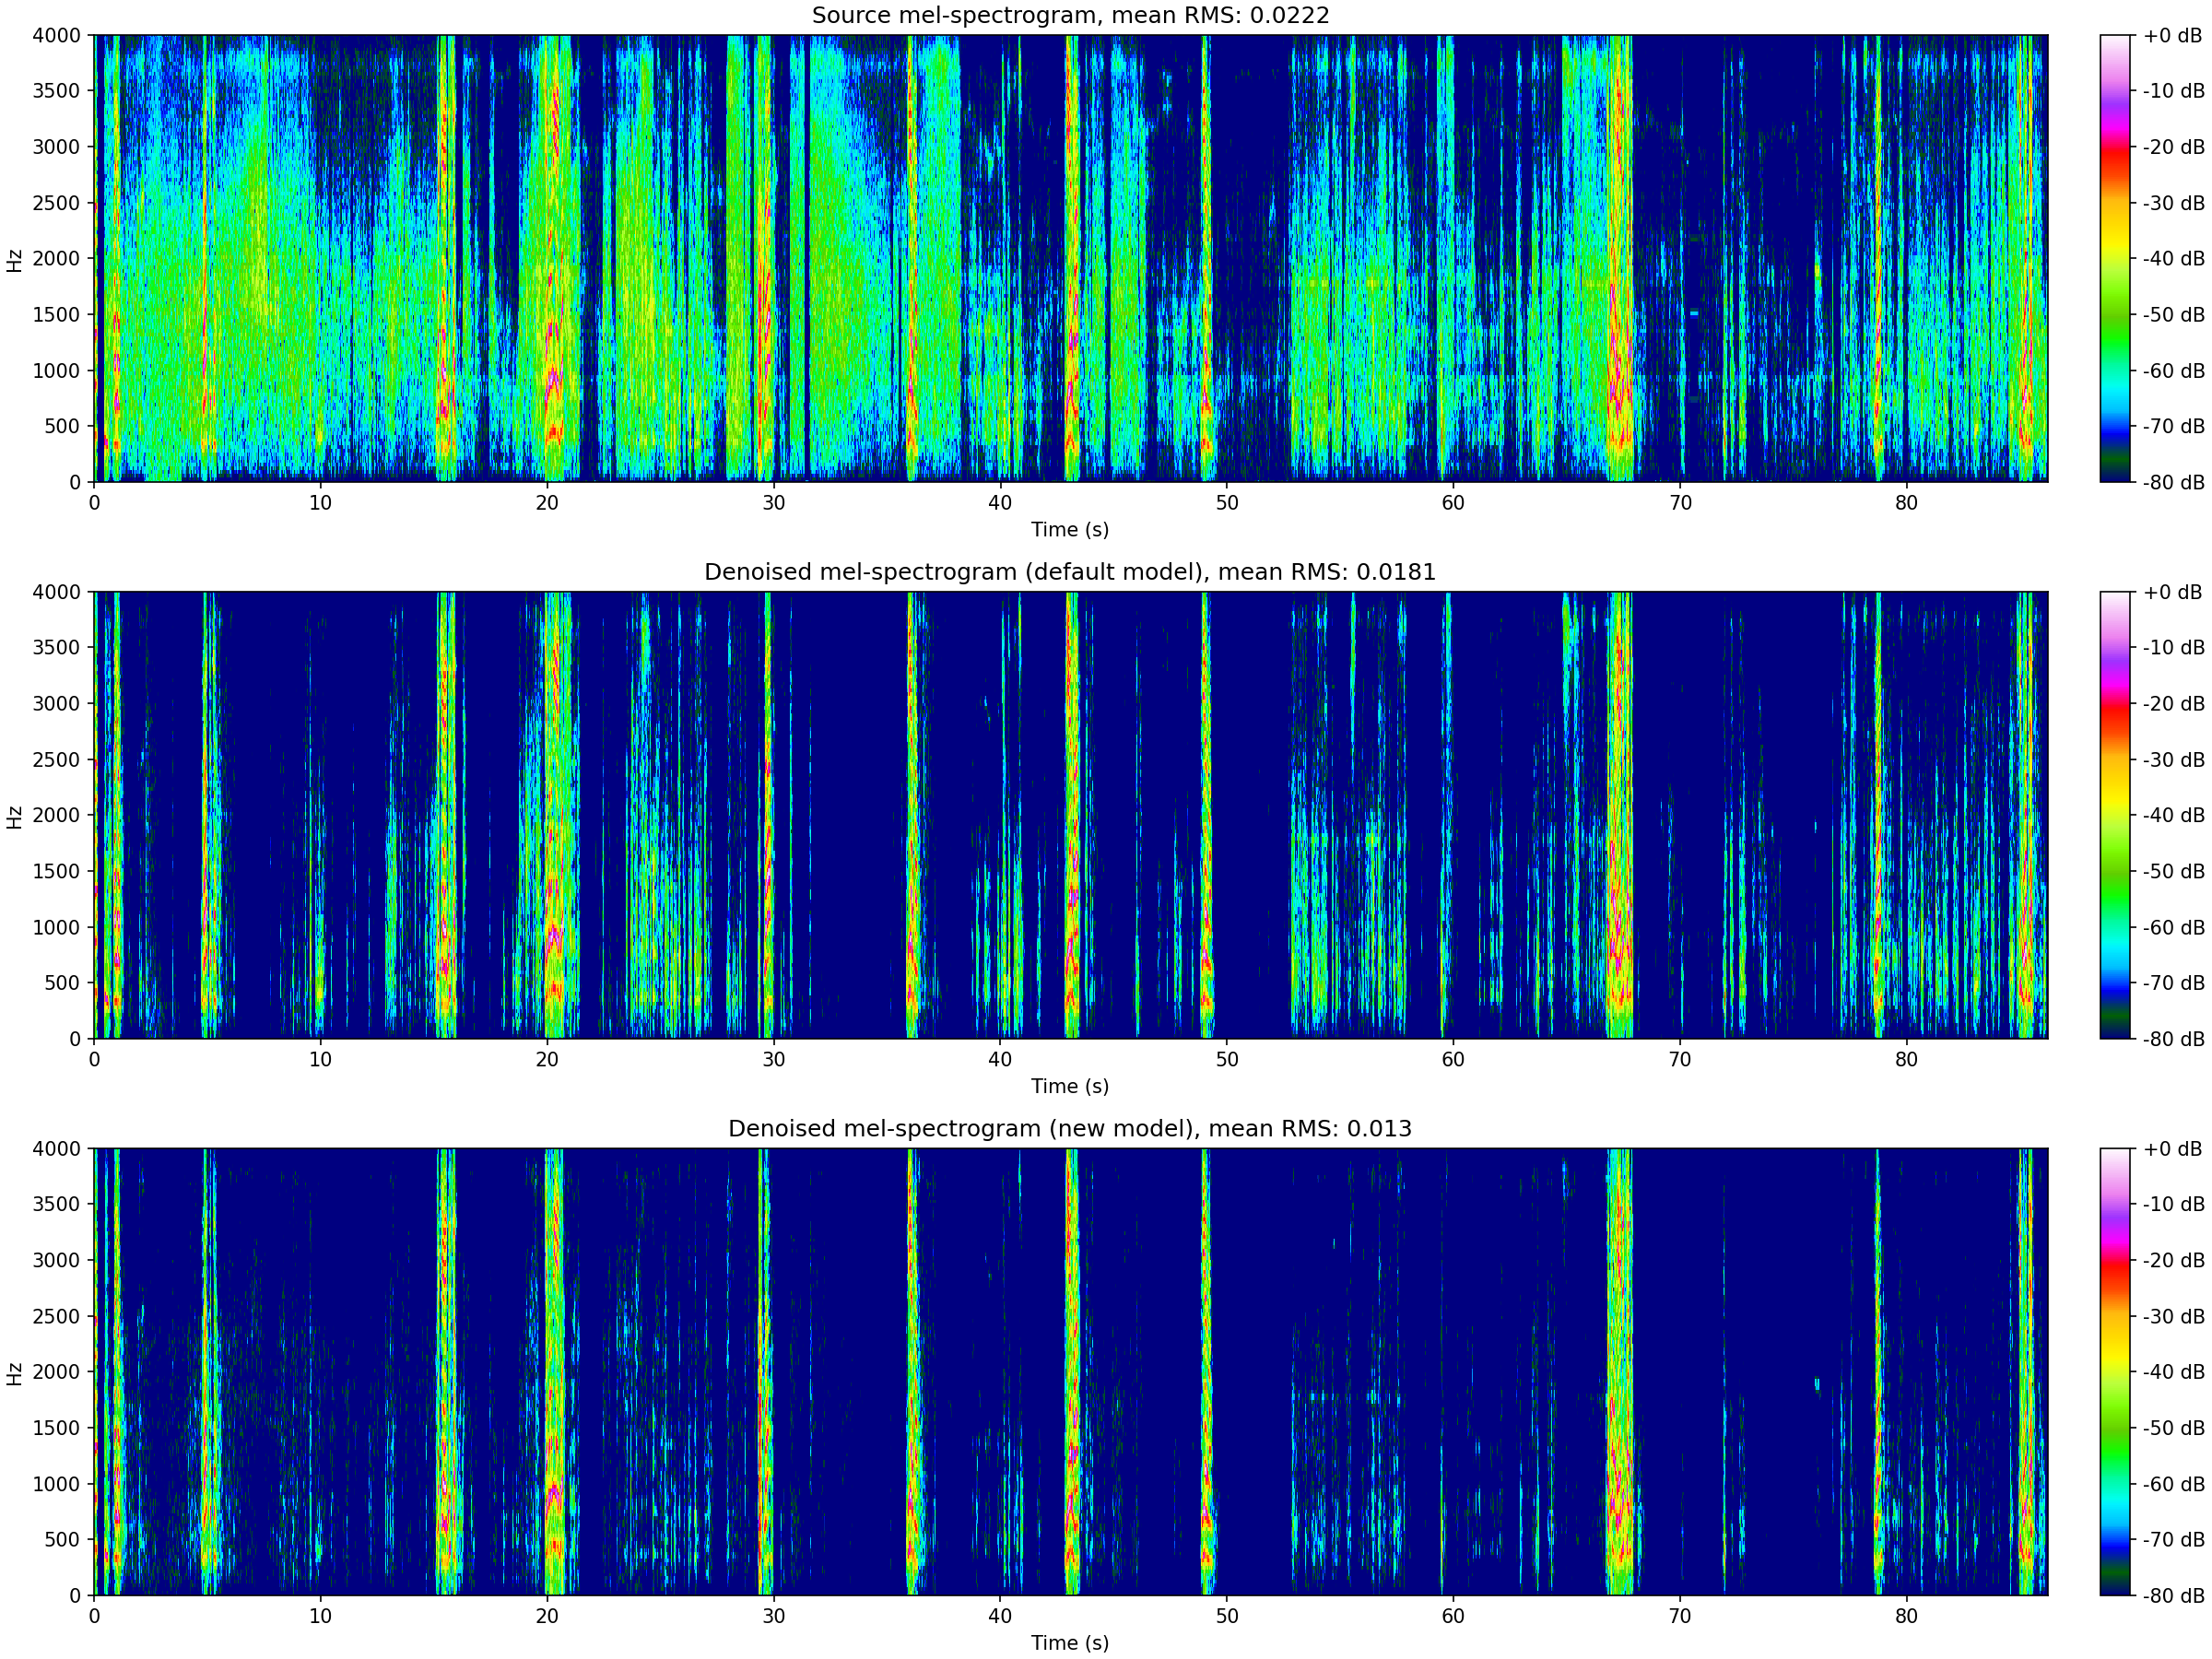 Source mel-spectrogram, mean RMS: 0.0222
4000
3500
3000
2500
2000
1500
1000
500
0
Hz
0 10 20 30 40 50 60 70 80
Time (s)
+0 dB
-10 dB
-20 dB
-30 dB
-40 dB
-50 dB
-60 dB
-70 dB
-80 dB
Denoised mel-spectrogram (default model), mean RMS: 0.0181
4000
3500
3000
2500
2000
1500
1000
500
0
Hz
0 10 20 30 40 50 60 70 80
Time (s)
+0 dB
-10 dB
-20 dB
-30 dB
-40 dB
-50 dB
-60 dB
-70 dB
-80 dB
Denoised mel-spectrogram (new model), mean RMS: 0.013
4000
3500
3000
2500
2000
1500
1000
500
0
Hz
0 10 20 30 40 50 60 70 80
Time (s)
+0 dB
-10 dB
-20 dB
-30 dB
-40 dB
-50 dB
-60 dB
-70 dB
-80 dB